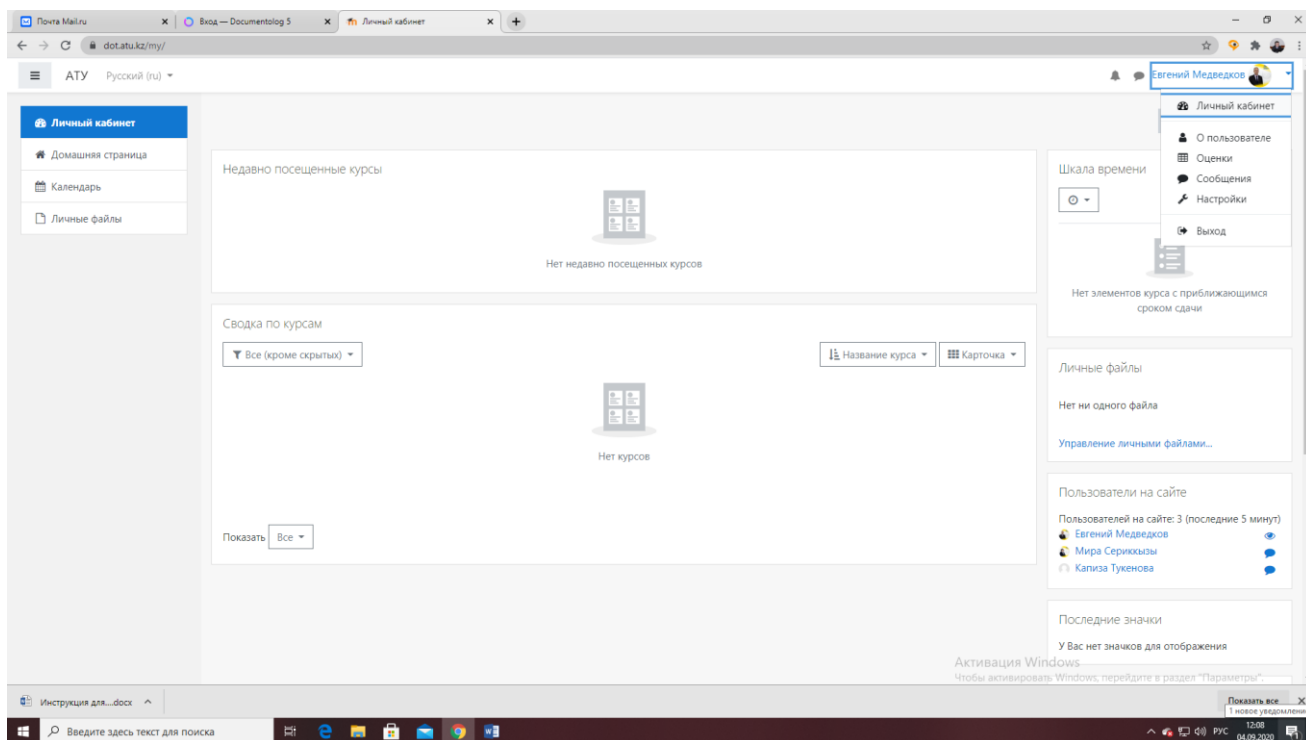 Почта Mail.ru
Вход — Documentolog 5
Личный кабинет
dot.atu.kz/my/
АТУ Русский (ru)
Евгений Медведков
Личный кабинет
О пользователе
Оценки
Сообщения
Настройки
Выход
Личный кабинет
Домашняя страница
Календарь
Личные файлы
Недавно посещенные курсы
Нет недавно посещенных курсов
Сводка по курсам
Все (кроме скрытых)
Название курса
Карточка
Нет курсов
Показать Все
Шкала времени
Нет элементов курса с приближающимся
сроком сдачи
Личные файлы
Нет ни одного файла
Управление личными файлами...
Пользователи на сайте
Пользователей на сайте: 3 (последние 5 минут)
Евгений Медведков
Мира Сериккызы
Капиза Тукенова
Последние значки
У Вас нет значков для отображения
Активация Windows
Чтобы активировать Windows, перейдите в раздел "Параметры".
Инструкция для....docx
Показать все
1 новое уведомлени
Введите здесь текст для поиска
РУС
12:08
04.09.2020